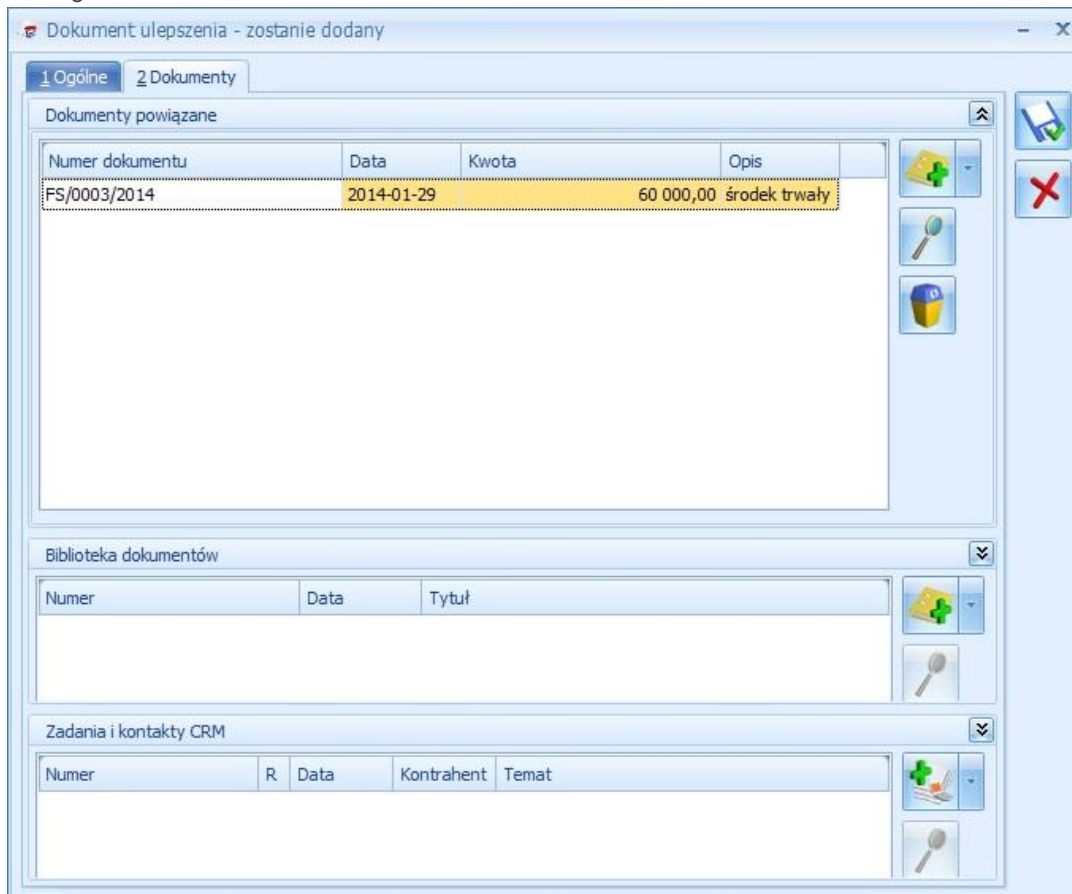 Dokument ulepszenia - zostanie dodany
1 Ogólne 2 Dokumenty
Dokumenty powiązane
Numer dokumentu Data Kwota Opis
FS/0003/2014 2014-01-29 60 000,00 środek trwały
Biblioteka dokumentów
Numer Data Tytuł
Zadania i kontakty CRM
Numer R Data Kontrahent Temat